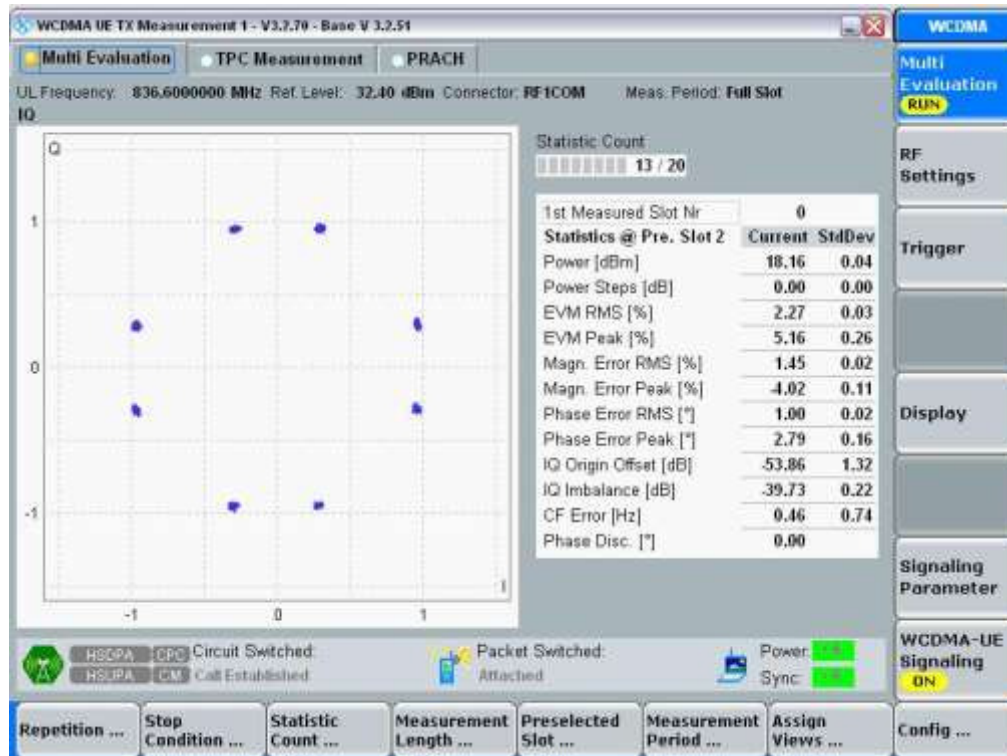 WCDMA UE TX Measurement 1 - V3.2.70 - Base V 3.2.51
WCDMA
Multi Evaluation
TPC Measurement
PRACH
Multi
Evaluation
RUN
UL Frequency: 836.6000000 MHz Ref. Level: 32.40 dBm Connector: RF1COM Meas. Period: Full Slot
IQ
Q
1
0
-1
-1 0 1
I
Statistic Count
13 / 20
1st Measured Slot Nr 0
Statistics @ Pre. Slot 2 Current StdDev
Power [dBm] 18.16 0.04
Power Steps [dB] 0.00 0.00
EVM RMS [%] 2.27 0.03
EVM Peak [%] 5.16 0.26
Magn. Error RMS [%] 1.45 0.02
Magn. Error Peak [%] -4.02 0.11
Phase Error RMS [°] 1.00 0.02
Phase Error Peak [°] 2.79 0.16
IQ Origin Offset [dB] -53.86 1.32
IQ Imbalance [dB] -39.73 0.22
CF Error [Hz] 0.46 0.74
Phase Disc. [°] 0.00
RF
Settings
Trigger
Display
Signaling
Parameter
WCDMA-UE
Signaling
ON
HSDPA CPC Circuit Switched: Packet Switched: Power:
HSUPA CM Call Established Attached Sync:
Repetition ...
Stop
Condition ...
Statistic
Count ...
Measurement
Length ...
Preselected
Slot ...
Measurement
Period ...
Assign
Views ...
Config ...